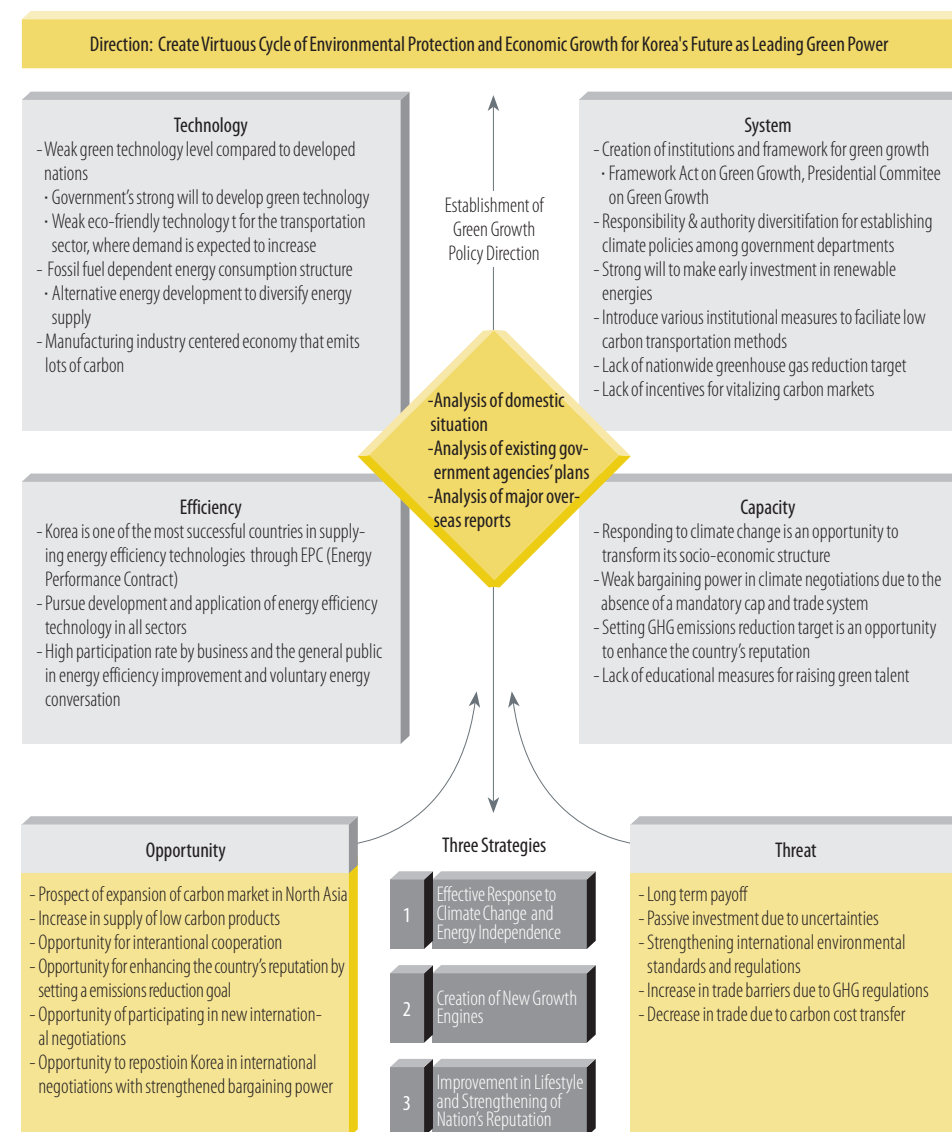 Direction: Create Virtuous Cycle of Environmental Protection and Economic Growth for Korea's Future as Leading Green Power
Technology
- Weak green technology level compared to developed
nations
· Government's strong will to develop green technology
· Weak eco-friendly technology t for the transportation
sector, where demand is expected to increase
- Fossil fuel dependent energy consumption structure
· Alternative energy development to diversify energy
supply
- Manufacturing industry centered economy that emits
lots of carbon
Establishment of
Green Growth
Policy Direction
System
- Creation of institutions and framework for green growth
· Framework Act on Green Growth, Presidential Commitee
on Green Growth
- Responsibility & authority diversitifation for establishing
climate policies among government departments
- Strong will to make early investment in renewable
energies
- Introduce various institutional measures to faciliate low
carbon transportation methods
- Lack of nationwide greenhouse gas reduction target
- Lack of incentives for vitalizing carbon markets
-Analysis of domestic
situation
-Analysis of existing gov-
ernment agencies' plans
-Analysis of major over-
seas reports
Efficiency
- Korea is one of the most successful countries in supply-
ing energy efficiency technologies through EPC (Energy
Performance Contract)
- Pursue development and application of energy efficiency
technology in all sectors
- High participation rate by business and the general public
in energy efficiency improvement and voluntary energy
conversation
Capacity
- Responding to climate change is an opportunity to
transform its socio-economic structure
- Weak bargaining power in climate negotiations due to the
absence of a mandatory cap and trade system
- Setting GHG emissions reduction target is an opportunity
to enhance the country's reputation
- Lack of educational measures for raising green talent
Opportunity
- Prospect of expansion of carbon market in North Asia
- Increase in supply of low carbon products
- Opportunity for interantional cooperation
- Opportunity for enhancing the country's reputation by
setting a emissions reduction goal
- Opportunity of participating in new internation-
al negotiations
- Opportunity to repostioin Korea in international
negotiations with strengthened bargaining power
Three Strategies
1
Effective Response to
Climate Change and
Energy Independence
2
Creation of New Growth
Engines
3
Improvement in Lifestyle
and Strengthening of
Nation's Reputation
Threat
- Long term payoff
- Passive investment due to uncertainties
- Strengthening international environmental
standards and regulations
- Increase in trade barriers due to GHG regulations
- Decrease in trade due to carbon cost transfer